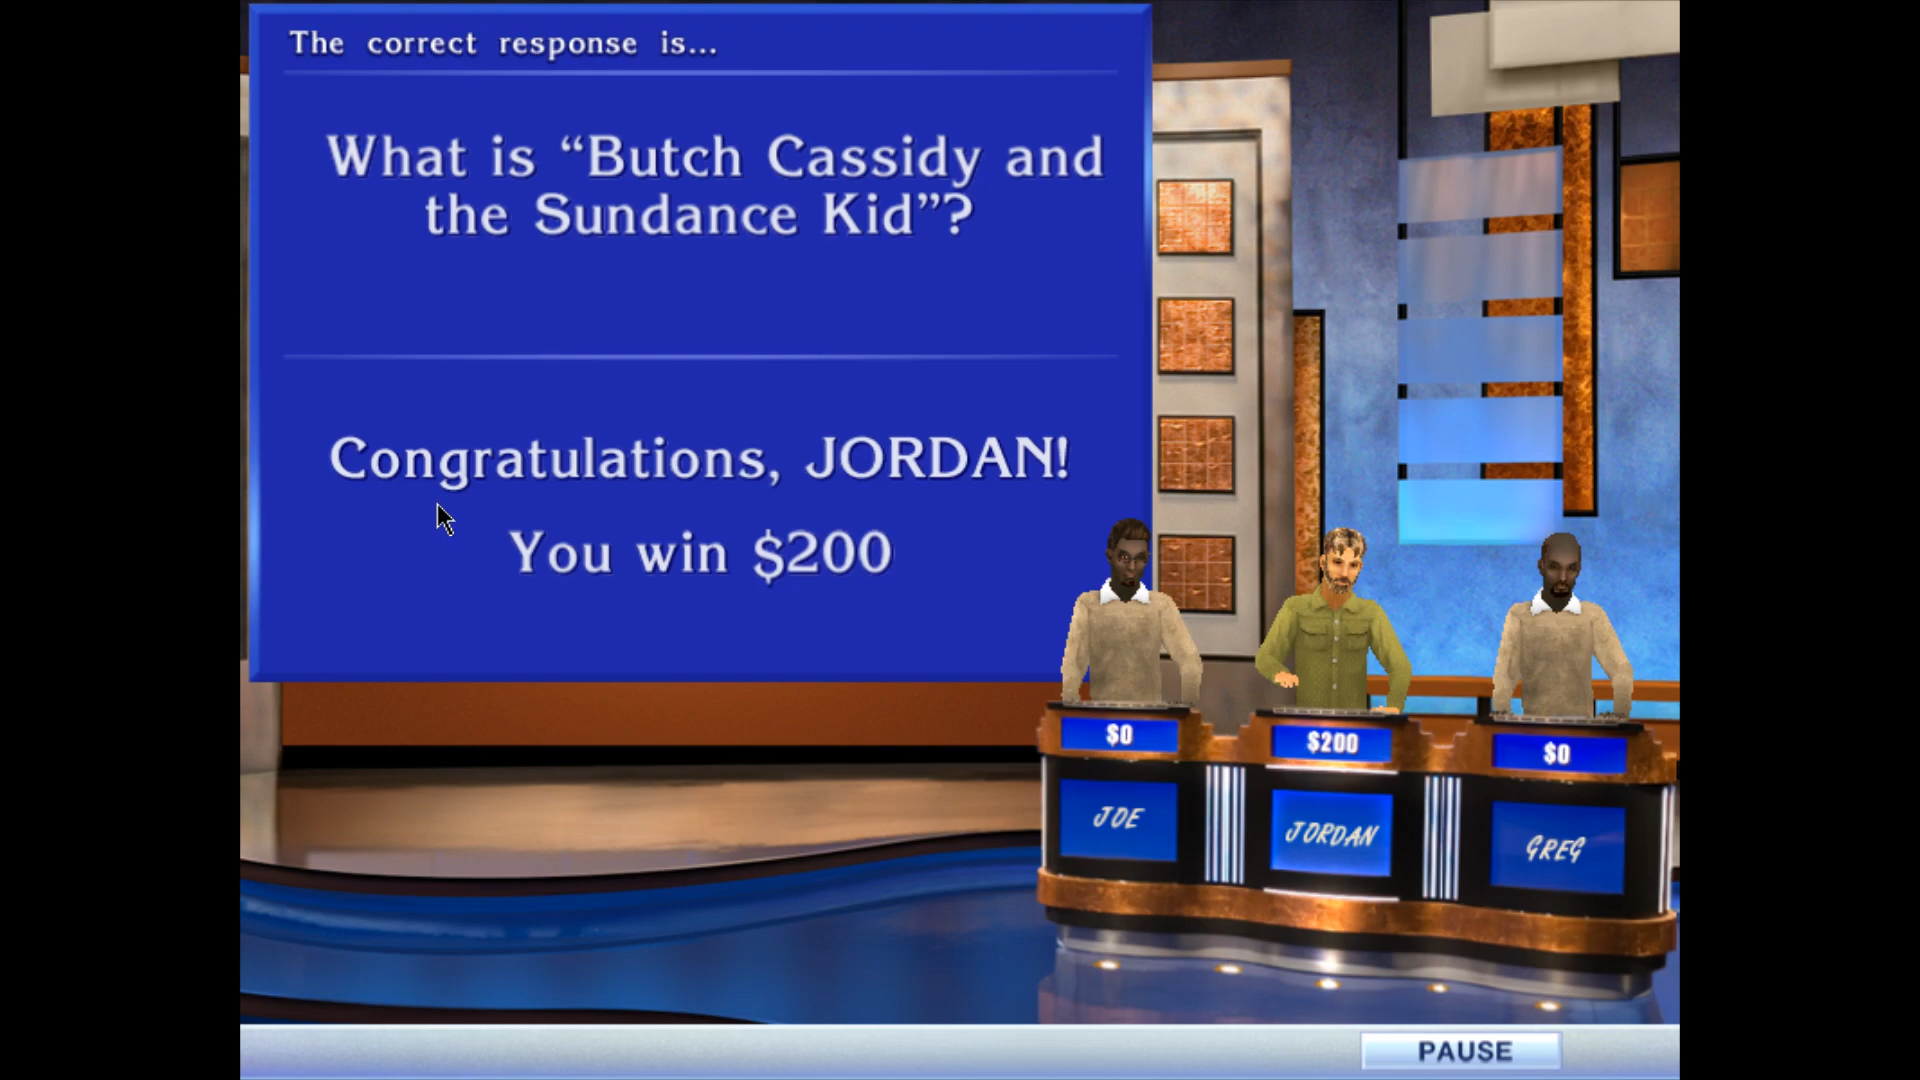 The correct response is...
What is “Butch Cassidy and
the Sundance Kid”?
Congratulations, JORDAN!
You win $200
$0
$200
$0
JOE
JORDAN
GREG
PAUSE